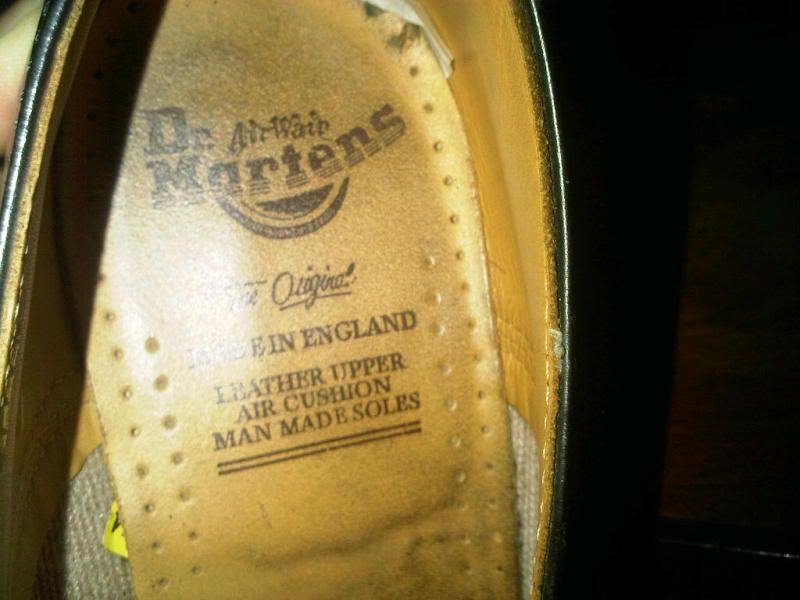 Dr. AirWair
Martens
The Original
MADE IN ENGLAND
LEATHER UPPER
AIR CUSHION
MAN MADE SOLES